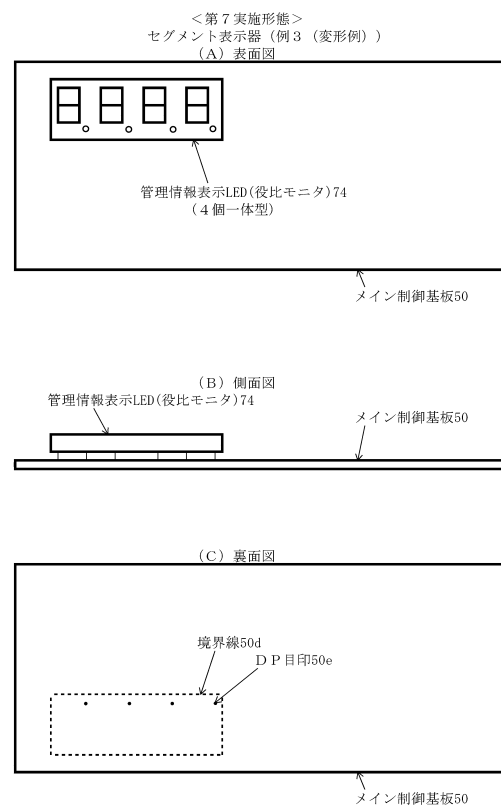 ＜第７実施形態＞
セグメント表示器（例３（変形例））
（Ａ）表面図
管理情報表示LED(役比モニタ)74
（４個一体型）
メイン制御基板50
（Ｂ）側面図
管理情報表示LED(役比モニタ)74
メイン制御基板50
（Ｃ）裏面図
境界線50d
ＤＰ目印50e
メイン制御基板50